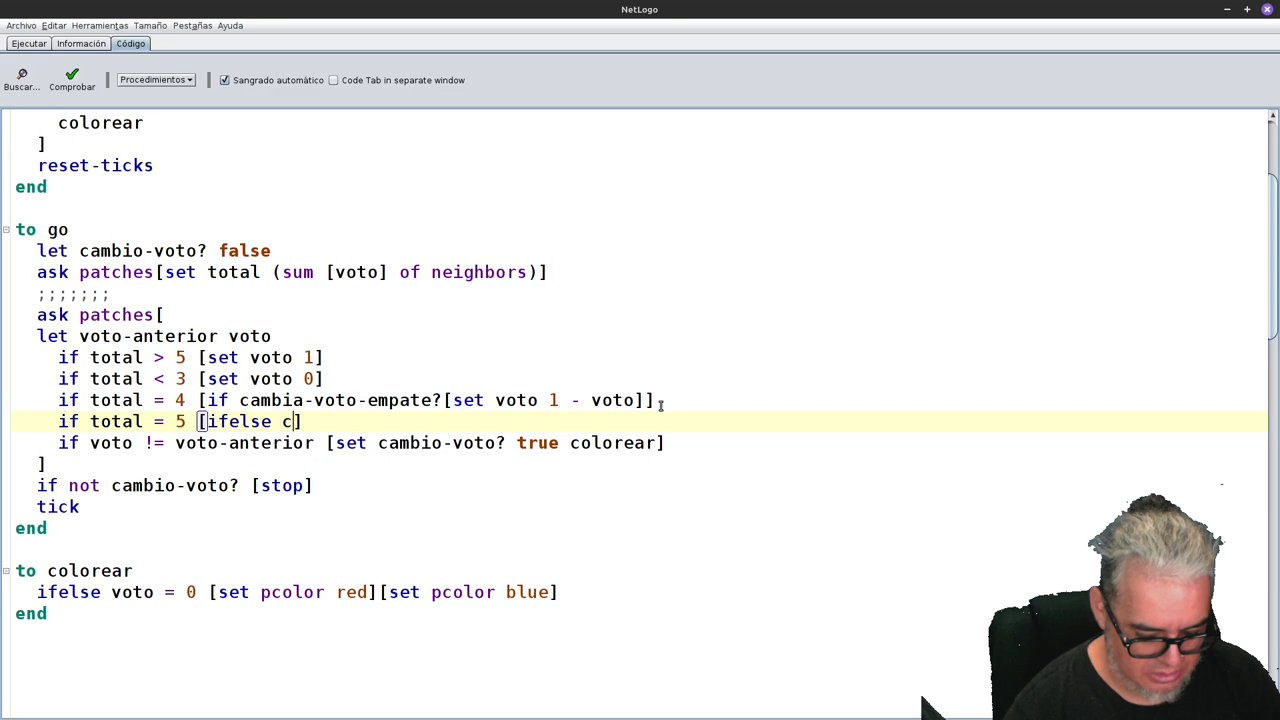 NetLogo
Archivo Editar Herramientas Tamaño Pestañas Ayuda
Ejecutar Información Código
Buscar... Comprobar Procedimientos Sangrado automático Code Tab in separate window
colorear
]
reset-ticks
end
to go
let cambio-voto? false
ask patches[set total (sum [voto] of neighbors)]
;;;;;;;
ask patches[
let voto-anterior voto
if total > 5 [set voto 1]
if total < 3 [set voto 0]
if total = 4 [if cambia-voto-empate?[set voto 1 - voto]]
if total = 5 [ifelse c]
if voto != voto-anterior [set cambio-voto? true colorear]
]
if not cambio-voto? [stop]
tick
end
to colorear
ifelse voto = 0 [set pcolor red][set pcolor blue]
end